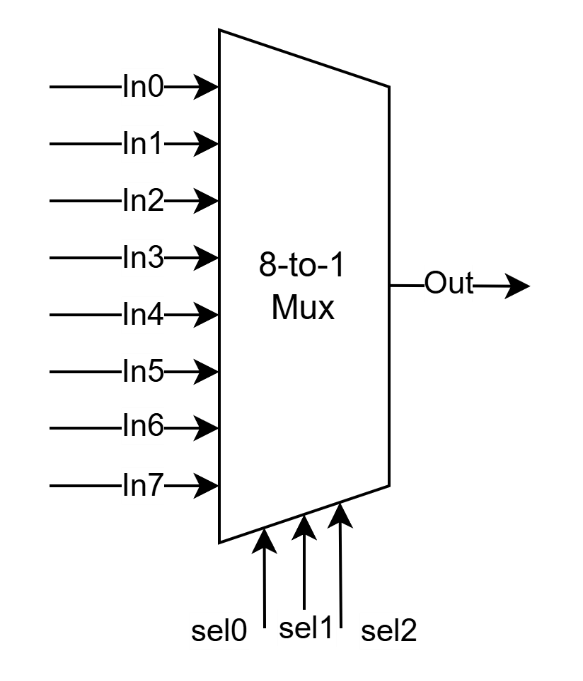 In0
In1
In2
In3
In4
In5
In6
In7
8-to-1
Mux
Out
sel0 sel1 sel2